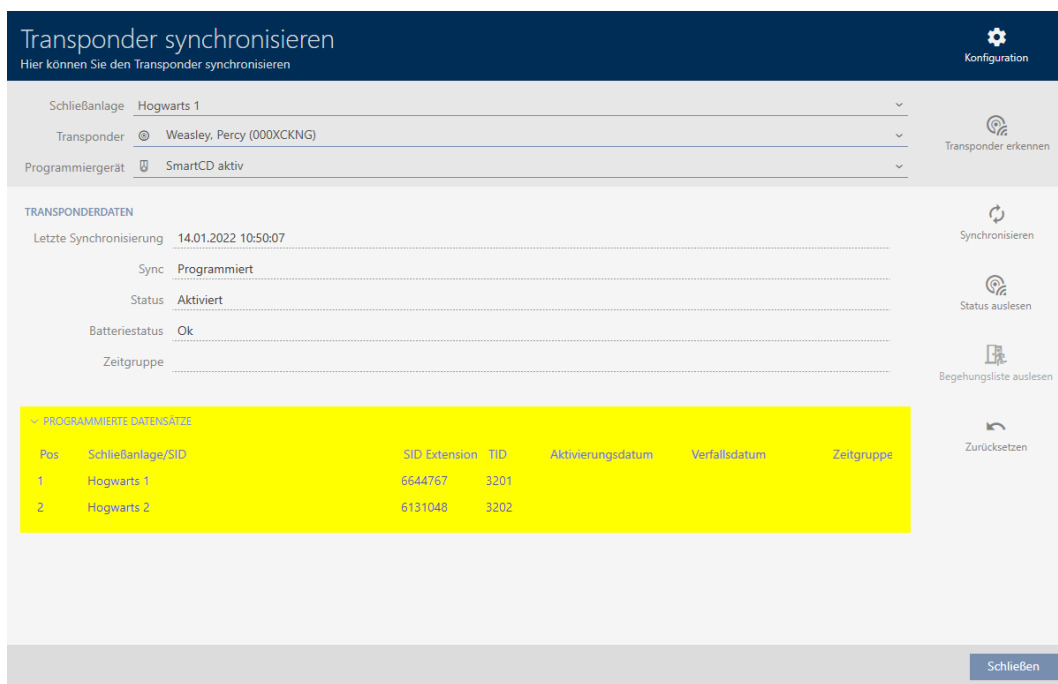 Transponder synchronisieren
Hier können Sie den Transponder synchronisieren
Konfiguration
Schließanlage Hogwarts 1
Transponder Weasley, Percy (000XCKNG)
Programmiergerät SmartCD aktiv
Transponder erkennen
TRANSPONDERDATEN
Letzte Synchronisierung 14.01.2022 10:50:07
Sync Programmiert
Status Aktiviert
Batteriestatus Ok
Zeitgruppe
Synchronisieren
Status auslesen
Begehungsliste auslesen
Zurücksetzen
PROGRAMMIERTE DATENSÄTZE
Pos Schließanlage/SID SID Extension TID Aktivierungsdatum Verfallsdatum Zeitgruppe
1 Hogwarts 1 6644767 3201
2 Hogwarts 2 6131048 3202
Schließen